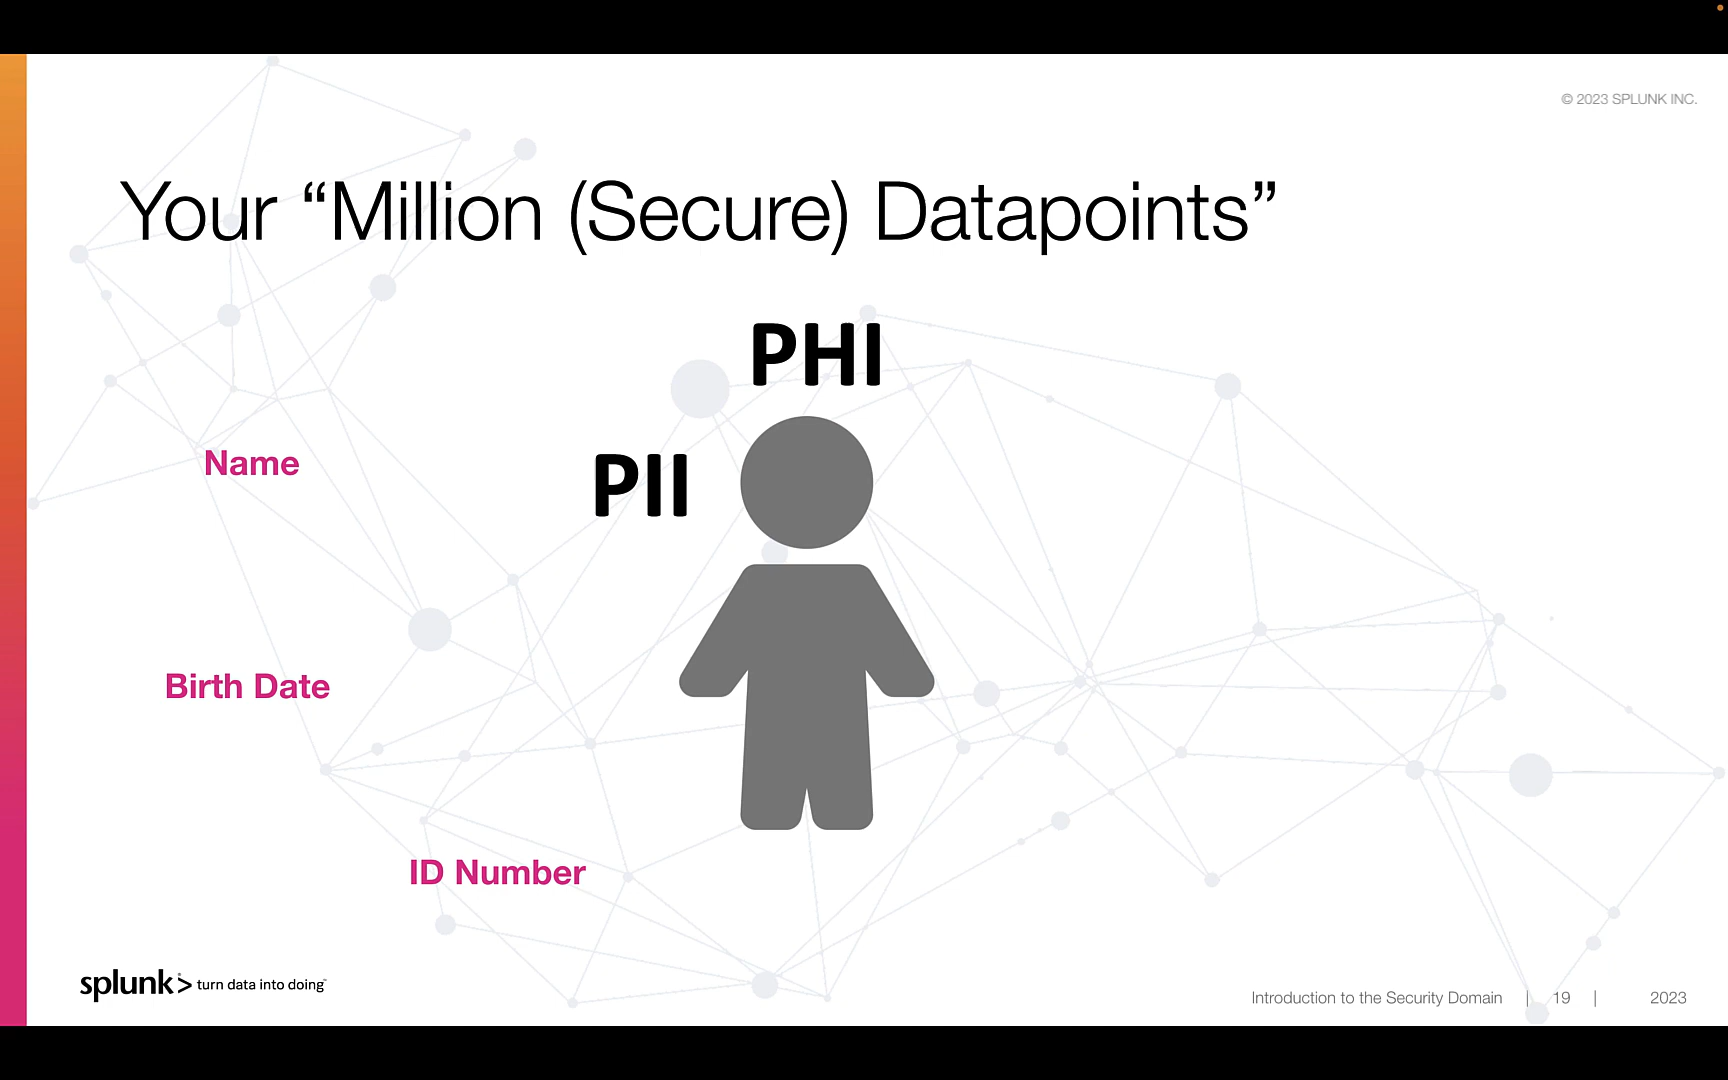 © 2023 SPLUNK INC.
Your “Million (Secure) Datapoints”
PHI
Name
PII
Birth Date
ID Number
splunk> turn data into doing™
Introduction to the Security Domain | 19 | 2023